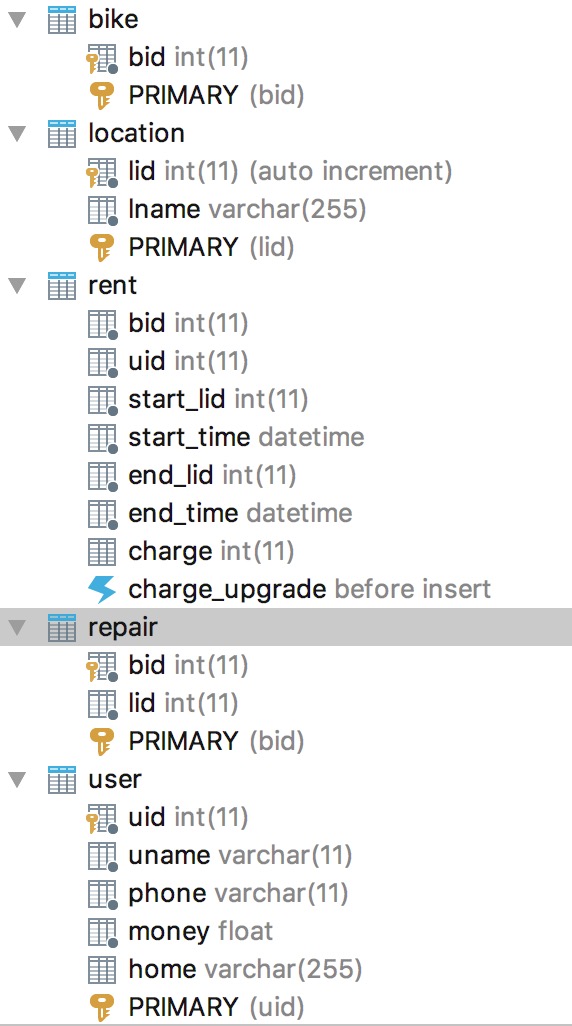 bike
bid int(11)
PRIMARY (bid)
location
lid int(11) (auto increment)
lname varchar(255)
PRIMARY (lid)
rent
bid int(11)
uid int(11)
start_lid int(11)
start_time datetime
end_lid int(11)
end_time datetime
charge int(11)
charge_upgrade before insert
repair
bid int(11)
lid int(11)
PRIMARY (bid)
user
uid int(11)
uname varchar(11)
phone varchar(11)
money float
home varchar(255)
PRIMARY (uid)